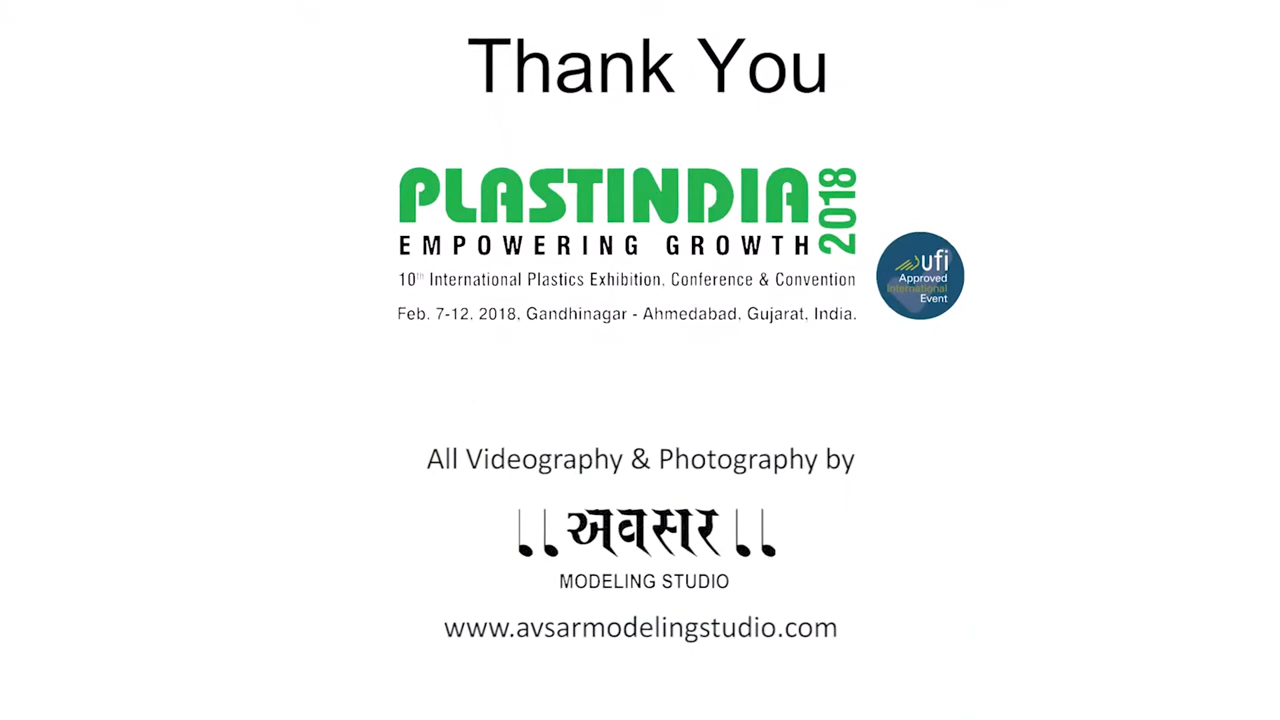 Thank You
PLASTINDIA 2018
EMPOWERING GROWTH
10th International Plastics Exhibition, Conference & Convention
Feb. 7-12, 2018, Gandhinagar - Ahmedabad, Gujarat, India.
ufi
Approved
International
Event
All Videography & Photography by
અવસર
MODELING STUDIO
www.avsarmodelingstudio.com